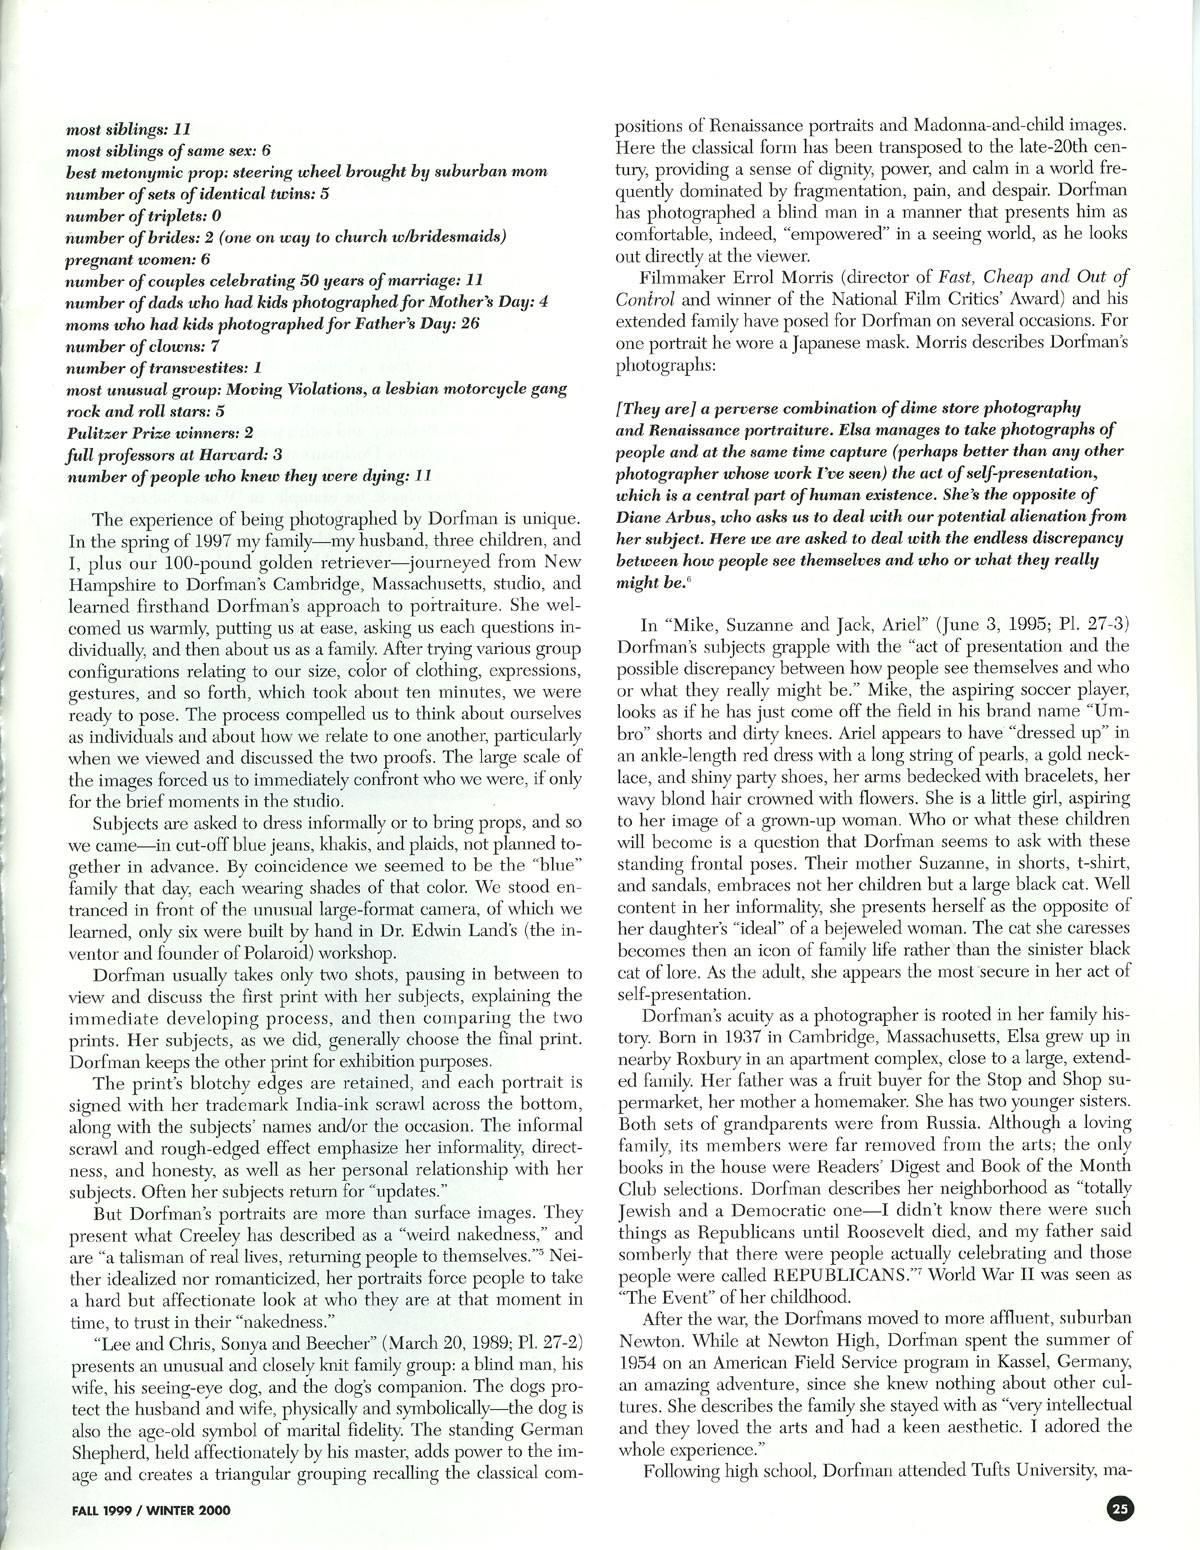 most siblings: 11
most siblings of same sex: 6
best metonymic prop: steering wheel brought by suburban mom
number of sets of identical twins: 5
number of triplets: 0
number of brides: 2 (one on way to church w/bridesmaids)
pregnant women: 6
number of couples celebrating 50 years of marriage: 11
number of dads who had kids photographed for Mother's Day: 4
moms who had kids photographed for Father's Day: 26
number of clowns: 7
number of transvestites: 1
most unusual group: Moving Violations, a lesbian motorcycle gang
rock and roll stars: 5
Pulitzer Prize winners: 2
full professors at Harvard: 3
number of people who knew they were dying: 11
The experience of being photographed by Dorfman is unique.
In the spring of 1997 my family—my husband, three children, and
I, plus our 100-pound golden retriever—journeyed from New
Hampshire to Dorfman's Cambridge, Massachusetts, studio, and
learned firsthand Dorfman's approach to portraiture. She wel-
comed us warmly, putting us at ease, asking us each questions in-
dividually, and then about us as a family. After trying various group
configurations relating to our size, color of clothing, expressions,
gestures, and so forth, which took about ten minutes, we were
ready to pose. The process compelled us to think about ourselves
as individuals and about how we relate to one another, particularly
when we viewed and discussed the two proofs. The large scale of
the images forced us to immediately confront who we were, if only
for the brief moments in the studio.
Subjects are asked to dress informally or to bring props, and so
we came—in cut-off blue jeans, khakis, and plaids, not planned to-
gether in advance. By coincidence we seemed to be the "blue"
family that day, each wearing shades of that color. We stood en-
tranced in front of the unusual large-format camera, of which we
learned, only six were built by hand in Dr. Edwin Land's (the in-
ventor and founder of Polaroid) workshop.
Dorfman usually takes only two shots, pausing in between to
view and discuss the first print with her subjects, explaining the
immediate developing process, and then comparing the two
prints. Her subjects, as we did, generally choose the final print.
Dorfman keeps the other print for exhibition purposes.
The print's blotchy edges are retained, and each portrait is
signed with her trademark India-ink scrawl across the bottom,
along with the subjects' names and/or the occasion. The informal
scrawl and rough-edged effect emphasize her informality, direct-
ness, and honesty, as well as her personal relationship with her
subjects. Often her subjects return for "updates."
But Dorfman's portraits are more than surface images. They
present what Creeley has described as a "weird nakedness," and
are "a talisman of real lives, returning people to themselves."5 Nei-
ther idealized nor romanticized, her portraits force people to take
a hard but affectionate look at who they are at that moment in
time, to trust in their "nakedness."
"Lee and Chris, Sonya and Beecher" (March 20, 1989; Pl. 27-2)
presents an unusual and closely knit family group: a blind man, his
wife, his seeing-eye dog, and the dog's companion. The dogs pro-
tect the husband and wife, physically and symbolically—the dog is
also the age-old symbol of marital fidelity. The standing German
Shepherd, held affectionately by his master, adds power to the im-
age and creates a triangular grouping recalling the classical com-
positions of Renaissance portraits and Madonna-and-child images.
Here the classical form has been transposed to the late-20th cen-
tury, providing a sense of dignity, power, and calm in a world fre-
quently dominated by fragmentation, pain, and despair. Dorfman
has photographed a blind man in a manner that presents him as
comfortable, indeed, "empowered" in a seeing world, as he looks
out directly at the viewer.
Filmmaker Errol Morris (director of Fast, Cheap and Out of
Control and winner of the National Film Critics' Award) and his
extended family have posed for Dorfman on several occasions. For
one portrait he wore a Japanese mask. Morris describes Dorfman's
photographs:
[They are] a perverse combination of dime store photography
and Renaissance portraiture. Elsa manages to take photographs of
people and at the same time capture (perhaps better than any other
photographer whose work I've seen) the act of self-presentation,
which is a central part of human existence. She's the opposite of
Diane Arbus, who asks us to deal with our potential alienation from
her subject. Here we are asked to deal with the endless discrepancy
between how people see themselves and who or what they really
might be.6
In "Mike, Suzanne and Jack, Ariel" (June 3, 1995; Pl. 27-3)
Dorfman's subjects grapple with the "act of presentation and the
possible discrepancy between how people see themselves and who
or what they really might be." Mike, the aspiring soccer player,
looks as if he has just come off the field in his brand name "Um-
bro" shorts and dirty knees. Ariel appears to have "dressed up" in
an ankle-length red dress with a long string of pearls, a gold neck-
lace, and shiny party shoes, her arms bedecked with bracelets, her
wavy blond hair crowned with flowers. She is a little girl, aspiring
to her image of a grown-up woman. Who or what these children
will become is a question that Dorfman seems to ask with these
standing frontal poses. Their mother Suzanne, in shorts, t-shirt,
and sandals, embraces not her children but a large black cat. Well
content in her informality, she presents herself as the opposite of
her daughter's "ideal" of a bejeweled woman. The cat she caresses
becomes then an icon of family life rather than the sinister black
cat of lore. As the adult, she appears the most secure in her act of
self-presentation.
Dorfman's acuity as a photographer is rooted in her family his-
tory. Born in 1937 in Cambridge, Massachusetts, Elsa grew up in
nearby Roxbury in an apartment complex, close to a large, extend-
ed family. Her father was a fruit buyer for the Stop and Shop su-
permarket, her mother a homemaker. She has two younger sisters.
Both sets of grandparents were from Russia. Although a loving
family, its members were far removed from the arts; the only
books in the house were Readers' Digest and Book of the Month
Club selections. Dorfman describes her neighborhood as "totally
Jewish and a Democratic one—I didn't know there were such
things as Republicans until Roosevelt died, and my father said
somberly that there were people actually celebrating and those
people were called REPUBLICANS."7 World War II was seen as
"The Event" of her childhood.
After the war, the Dorfmans moved to more affluent, suburban
Newton. While at Newton High, Dorfman spent the summer of
1954 on an American Field Service program in Kassel, Germany,
an amazing adventure, since she knew nothing about other cul-
tures. She describes the family she stayed with as "very intellectual
and they loved the arts and had a keen aesthetic. I adored the
whole experience."
Following high school, Dorfman attended Tufts University, ma-
FALL 1999 / WINTER 2000
25